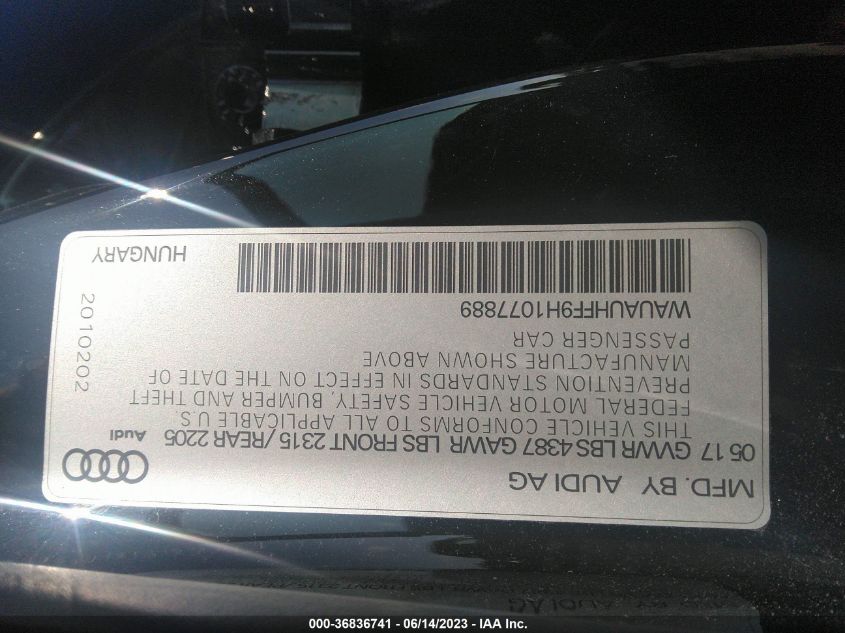 MFD. BY AUDI AG
05 17 GVWR LBS 4387 GAWR LBS FRONT 2315 /REAR 2205
THIS VEHICLE CONFORMS TO ALL APPLICABLE U.S.
FEDERAL MOTOR VEHICLE SAFETY, BUMPER AND THEFT
PREVENTION STANDARDS IN EFFECT ON THE DATE OF
MANUFACTURE SHOWN ABOVE
PASSENGER CAR
WAUAUHFF9H1077889
Audi
2010202
HUNGARY
000-36836741 - 06/14/2023 - IAA Inc.